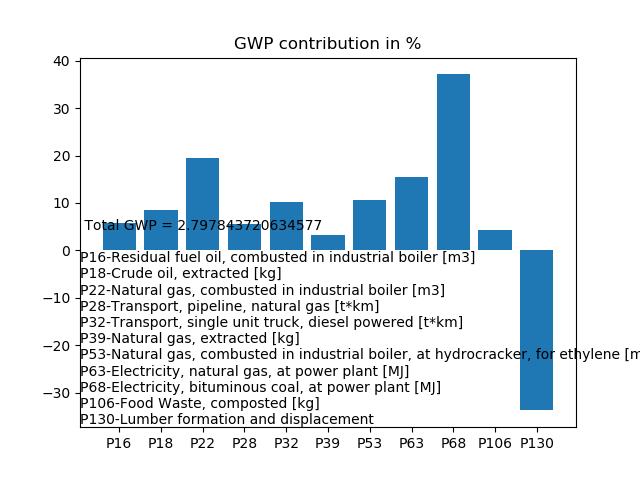 GWP contribution in %
40
30
20
10
0
−10
−20
−30
Total GWP = 2.797843720634577
P16-Residual fuel oil, combusted in industrial boiler [m3]
P18-Crude oil, extracted [kg]
P22-Natural gas, combusted in industrial boiler [m3]
P28-Transport, pipeline, natural gas [t*km]
P32-Transport, single unit truck, diesel powered [t*km]
P39-Natural gas, extracted [kg]
P53-Natural gas, combusted in industrial boiler, at hydrocracker, for ethylene [m
P63-Electricity, natural gas, at power plant [MJ]
P68-Electricity, bituminous coal, at power plant [MJ]
P106-Food Waste, composted [kg]
P130-Lumber formation and displacement
P16 P18 P22 P28 P32 P39 P53 P63 P68 P106 P130